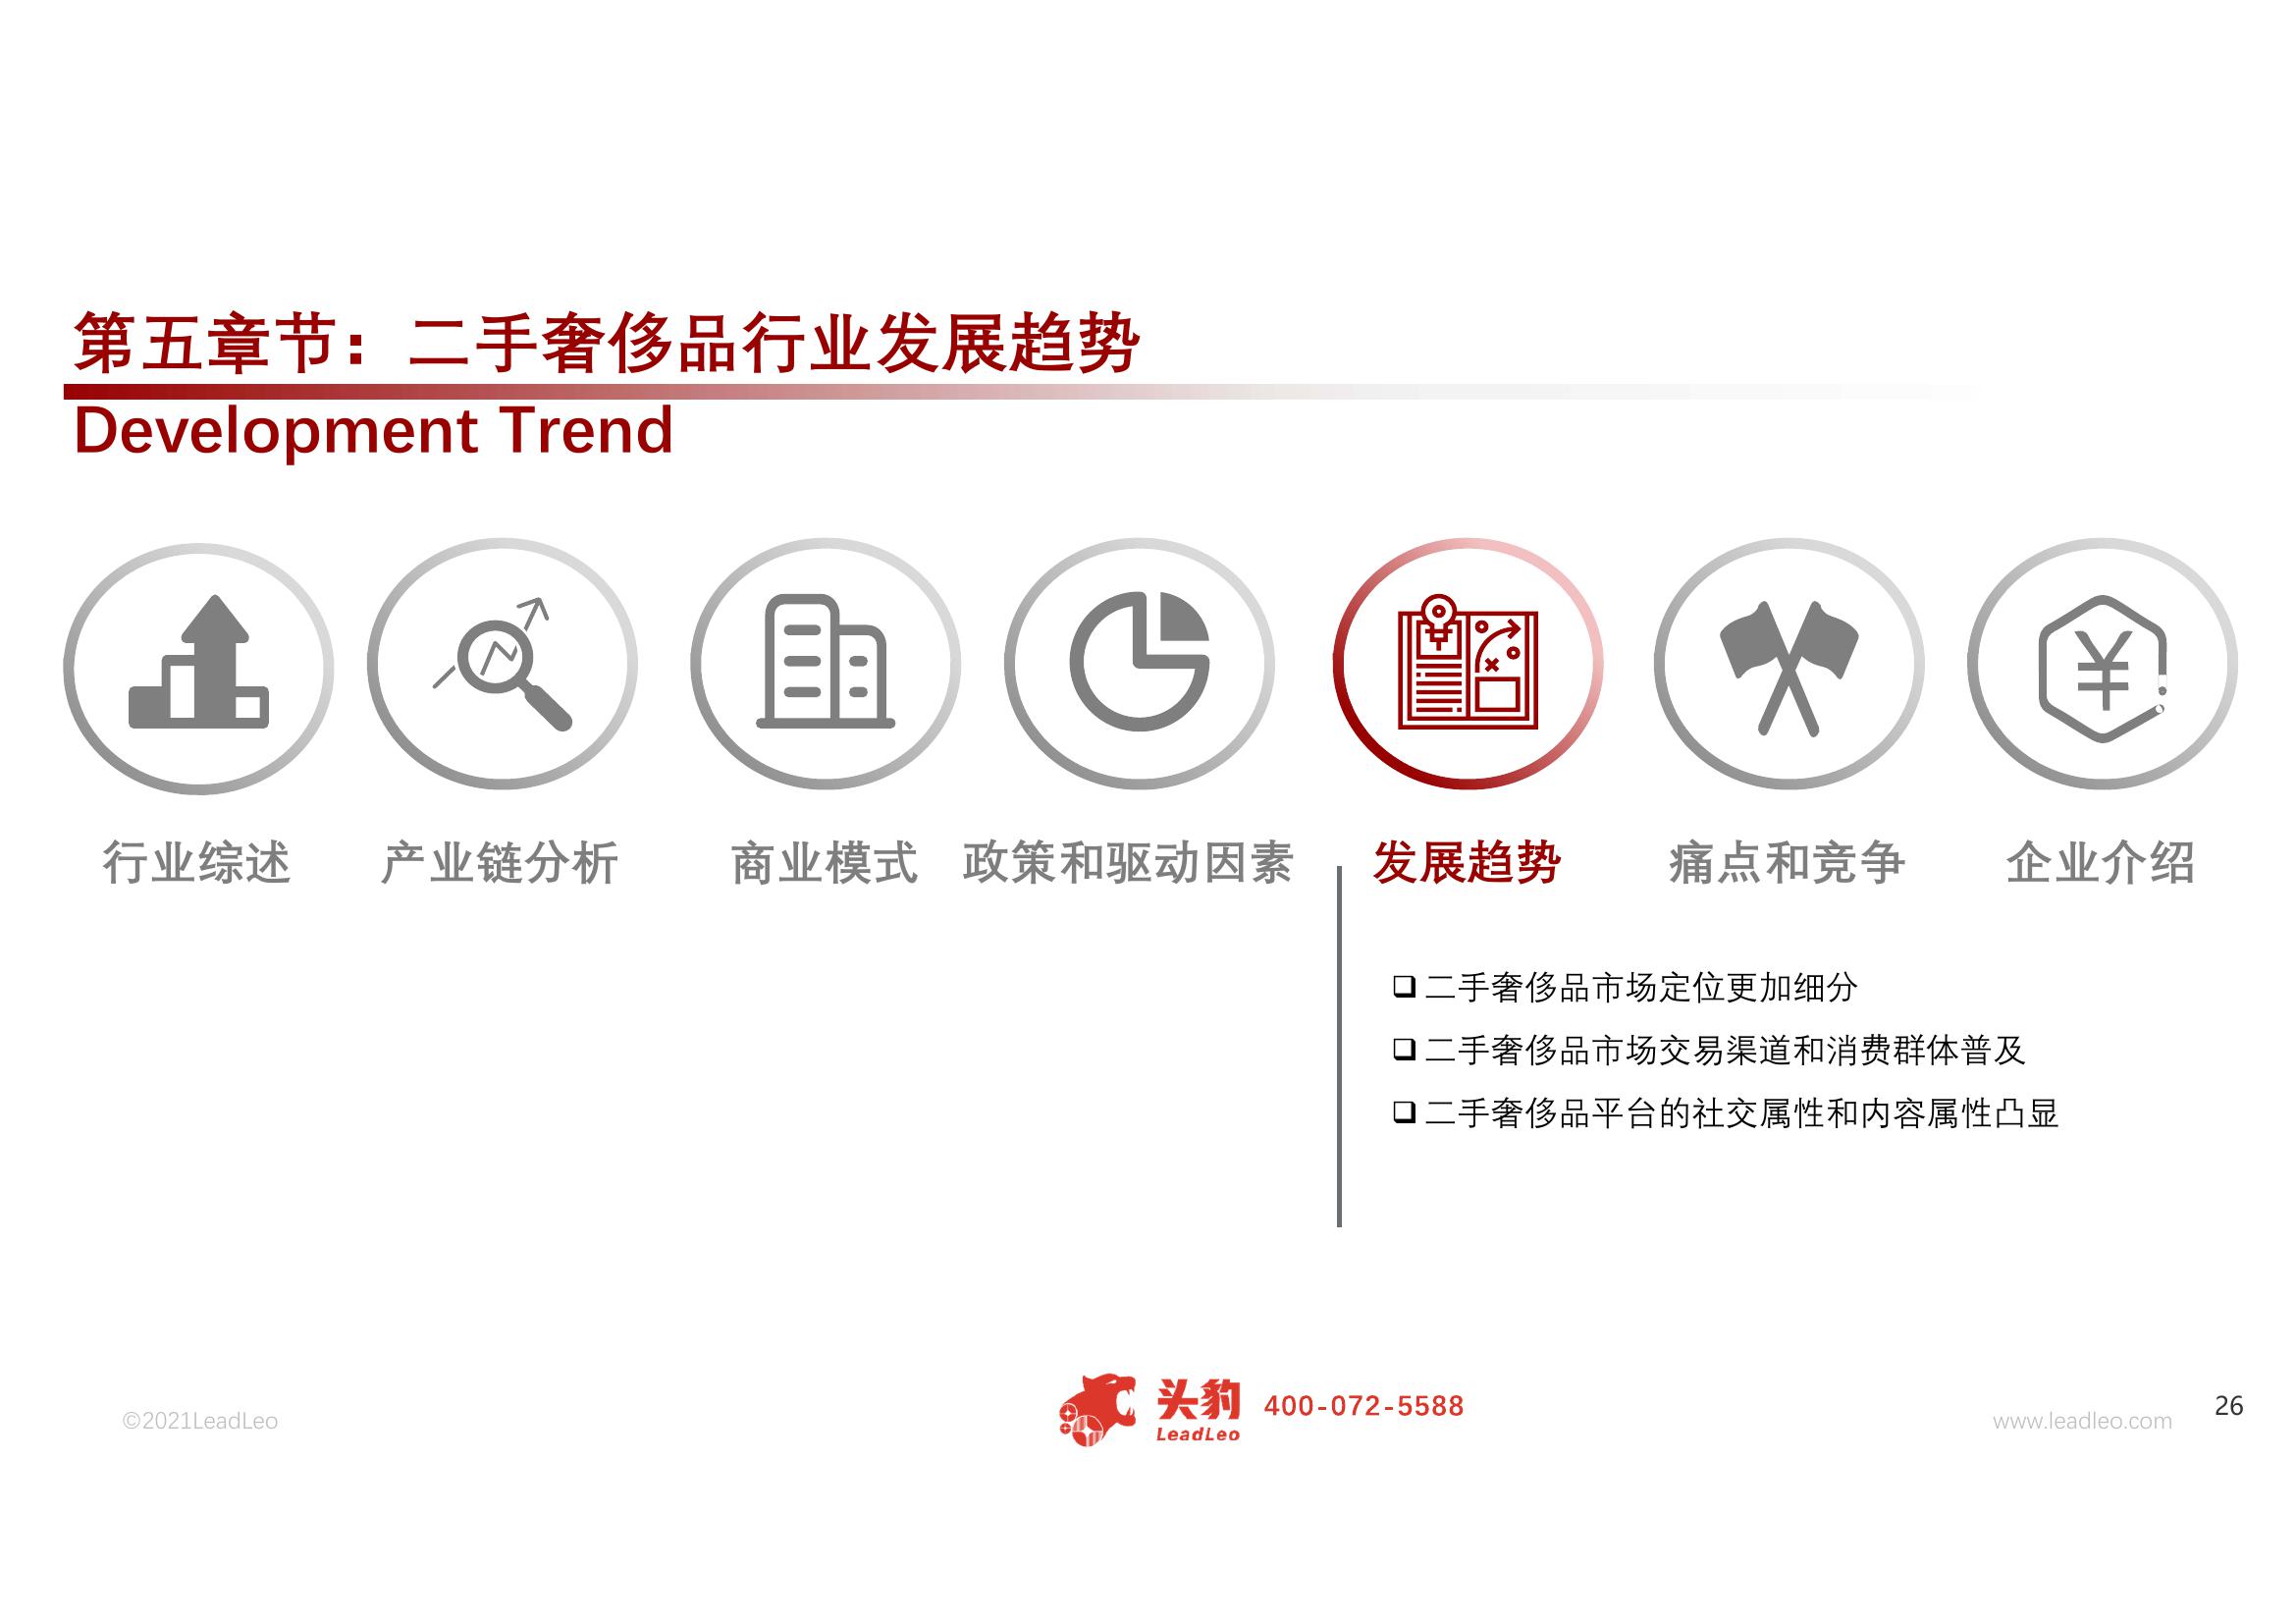 第五章节：二手奢侈品行业发展趋势
Development Trend
行业综述
产业链分析
商业模式
政策和驱动因素
发展趋势
痛点和竞争
企业介绍
❑ 二手奢侈品市场定位更加细分
❑ 二手奢侈品市场交易渠道和消费群体普及
❑ 二手奢侈品平台的社交属性和内容属性凸显
©2021LeadLeo
头豹
LeadLeo
400-072-5588
www.leadleo.com
26